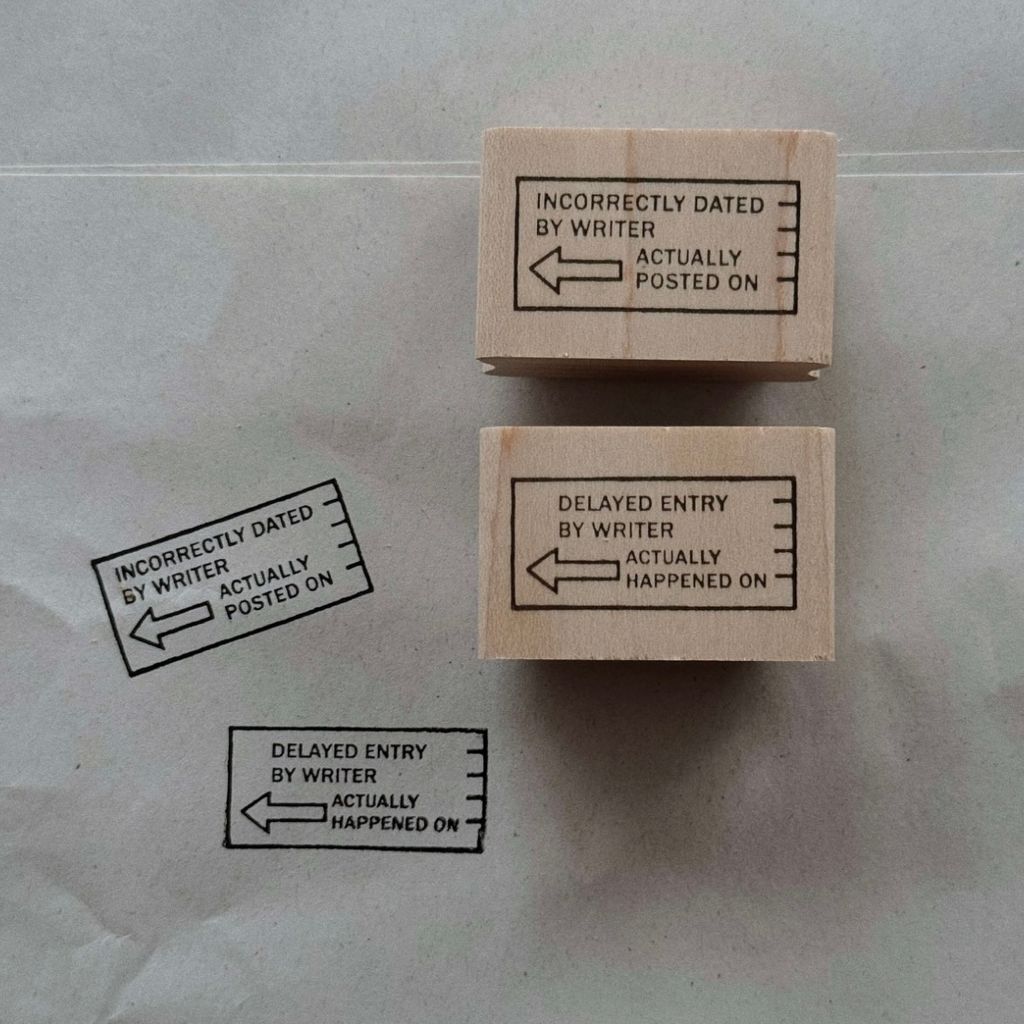 INCORRECTLY DATED
BY WRITER
ACTUALLY
POSTED ON
DELAYED ENTRY
BY WRITER
ACTUALLY
HAPPENED ON
INCORRECTLY DATED
BY WRITER
ACTUALLY
POSTED ON
DELAYED ENTRY
BY WRITER
ACTUALLY
HAPPENED ON